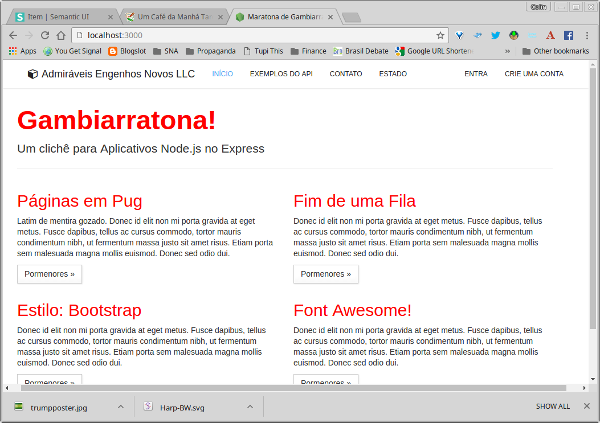 Item | Semantic UI
Um Café da Manhã Ta
Maratona de Gambiarr
localhost:3000
Apps
You Get Signal
Blogslot
SNA
Propaganda
Tupi This
Finance
Brasil Debate
Google URL Shorten
»
Other bookmarks
Admiráveis Engenhos Novos LLC
INÍCIO
EXEMPLOS DO API
CONTATO
ESTADO
ENTRA
CRIE UMA CONTA
Gambiarratona!
Um clichê para Aplicativos Node.js no Express
Páginas em Pug
Latim de mentira gozado. Donec id elit non mi porta gravida at eget
metus. Fusce dapibus, tellus ac cursus commodo, tortor mauris
condimentum nibh, ut fermentum massa justo sit amet risus. Etiam porta
sem malesuada magna mollis euismod. Donec sed odio dui.
Pormenores »
Fim de uma Fila
Donec id elit non mi porta gravida at eget metus. Fusce dapibus, tellus
ac cursus commodo, tortor mauris condimentum nibh, ut fermentum
massa justo sit amet risus. Etiam porta sem malesuada magna mollis
euismod. Donec sed odio dui.
Pormenores »
Estilo: Bootstrap
Donec id elit non mi porta gravida at eget metus. Fusce dapibus, tellus
ac cursus commodo, tortor mauris condimentum nibh, ut fermentum
massa justo sit amet risus. Etiam porta sem malesuada magna mollis
euismod. Donec sed odio dui.
Pormenores »
Font Awesome!
Donec id elit non mi porta gravida at eget metus. Fusce dapibus, tellus
ac cursus commodo, tortor mauris condimentum nibh, ut fermentum
massa justo sit amet risus. Etiam porta sem malesuada magna mollis
euismod. Donec sed odio dui.
Pormenores »
trumpposter.jpg
Harp-BW.svg
SHOW ALL